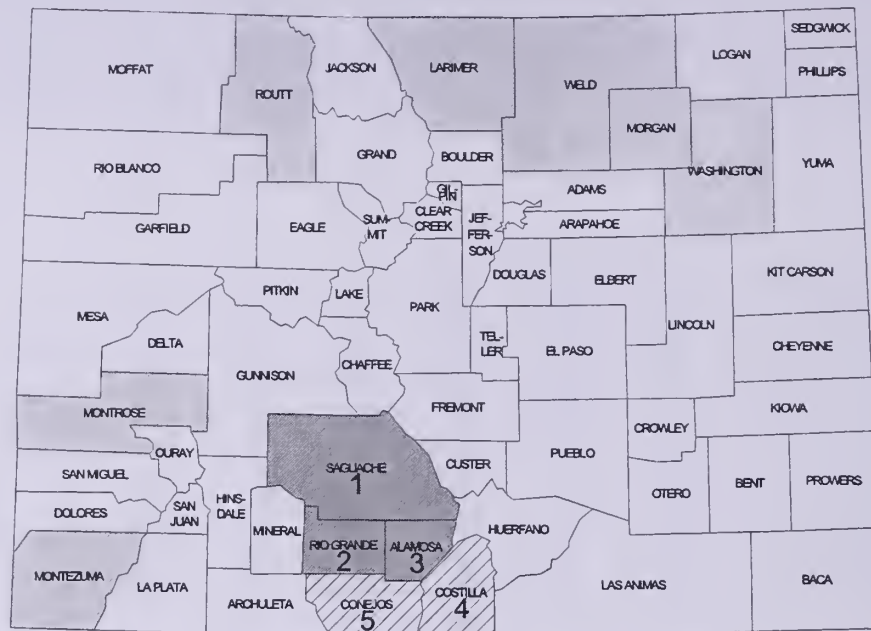 SEDGWICK
LOGAN
MOFFAT
JACKSON
LARIMER
WELD
PHILLIPS
ROUTT
MORGAN
RIO BLANCO
GRAND
BOULDER
WASHINGTON
YUMA
GIL-
PIN
ADAMS
CLEAR
CREEK
GARFIELD
EAGLE
SUM-
MIT
JEF-
FER-
SON
ARAPAHOE
DOUGLAS
ELBERT
KIT CARSON
PITKIN
LAKE
PARK
MESA
LINCOLN
DELTA
TEL-
LER
EL PASO
CHEYENNE
GUNNISON
CHAFFEE
MONTROSE
FREMONT
KIOWA
CROWLEY
OURAY
PUEBLO
SAGUACHE
1
CUSTER
SAN MIGUEL
BENT
PROWERS
OTERO
DOLORES
SAN
JUAN
HINS-
DALE
MINERAL
HUERFANO
RIO GRANDE
2
ALAMOSA
3
MONTEZUMA
LA PLATA
ARCHULETA
CONEJOS
5
COSTILLA
4
LAS ANIMAS
BACA